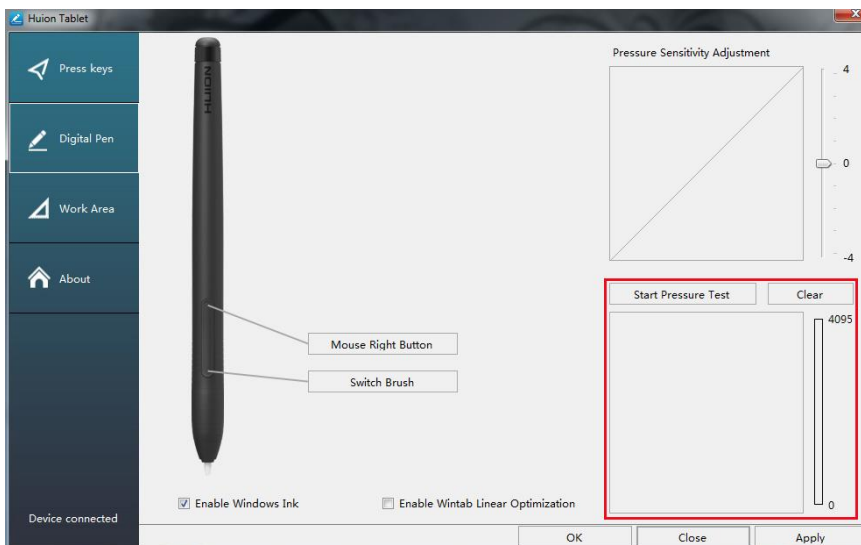 Huion Tablet
Press keys
Digital Pen
Work Area
About
Device connected
HUION
Mouse Right Button
Switch Brush
Enable Windows Ink
Enable Wintab Linear Optimization
Pressure Sensitivity Adjustment
4
0
-4
Start Pressure Test
Clear
4095
0
OK
Close
Apply